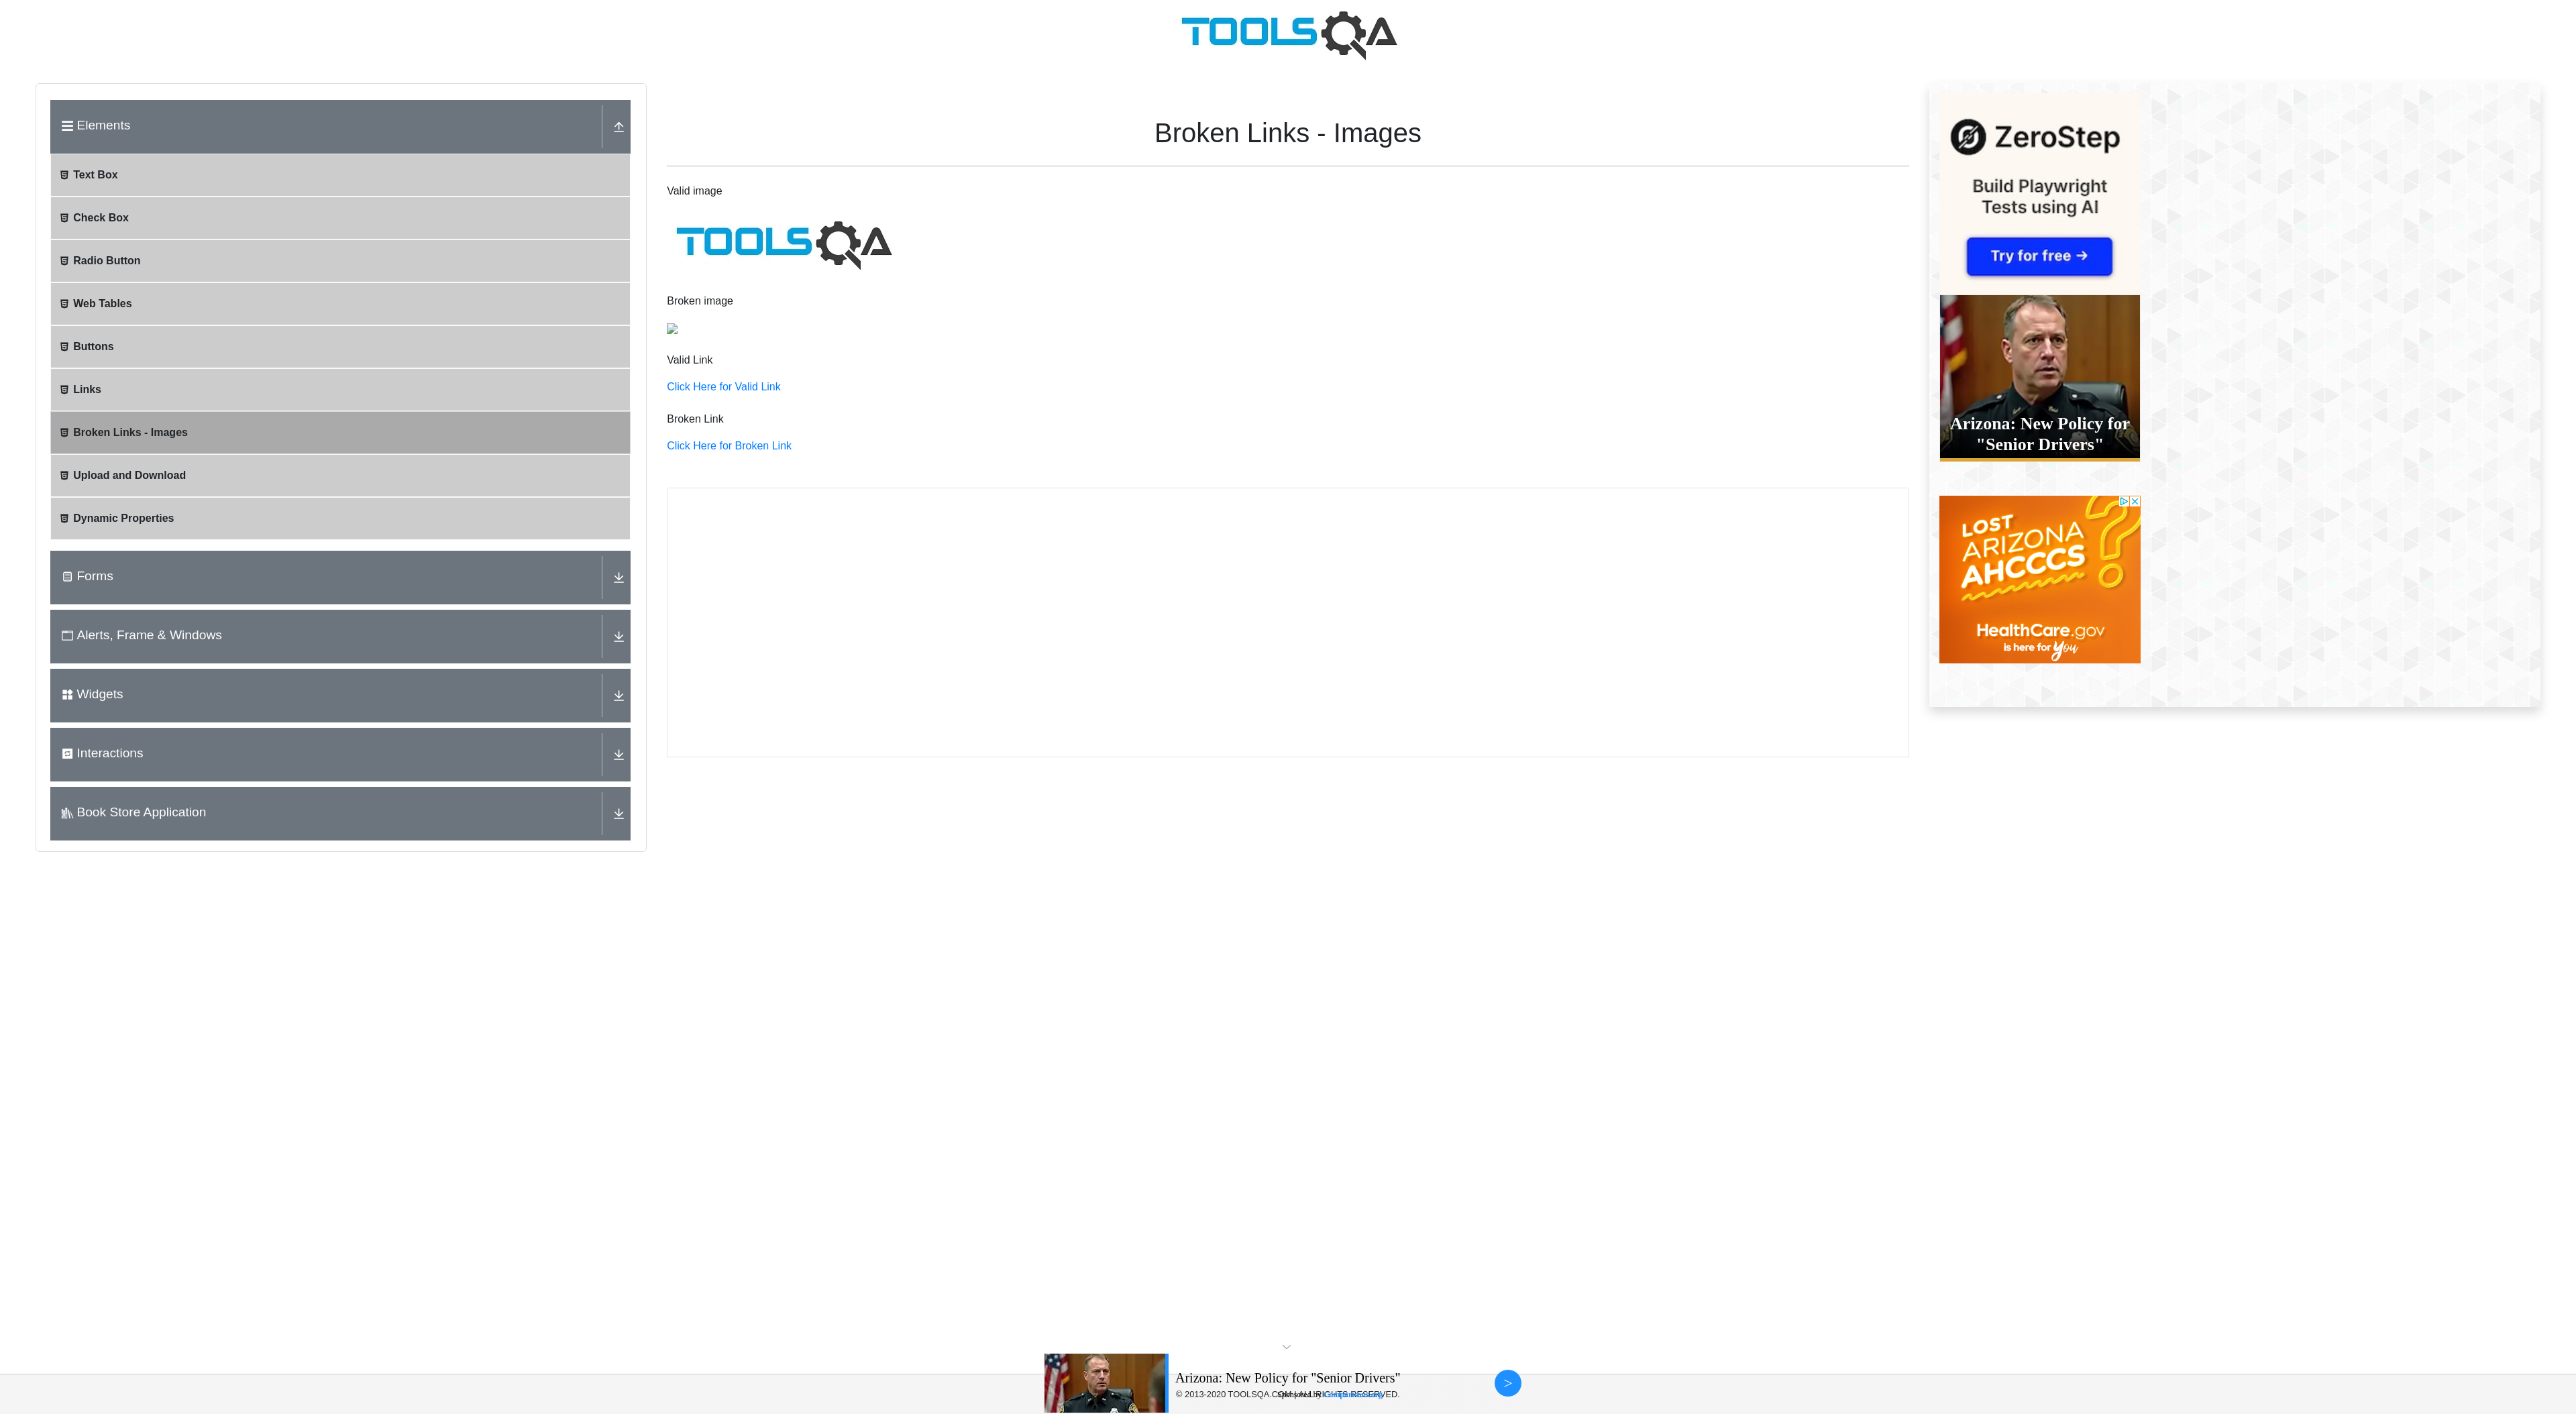 TOOLSQA
Elements
Text Box
Check Box
Radio Button
Web Tables
Buttons
Links
Broken Links - Images
Upload and Download
Dynamic Properties
Forms
Alerts, Frame & Windows
Widgets
Interactions
Book Store Application
Broken Links - Images
Valid image
TOOLSQA
Broken image
Valid Link
Click Here for Valid Link
Broken Link
Click Here for Broken Link
ZeroStep
Build Playwright
Tests using AI
Try for free →
Arizona: New Policy for
"Senior Drivers"
LOST
ARIZONA
AHCCCS?
HealthCare.gov
is here for you
Arizona: New Policy for "Senior Drivers"
>
© 2013-2020 TOOLSQA.COM | ALL RIGHTS RESERVED.